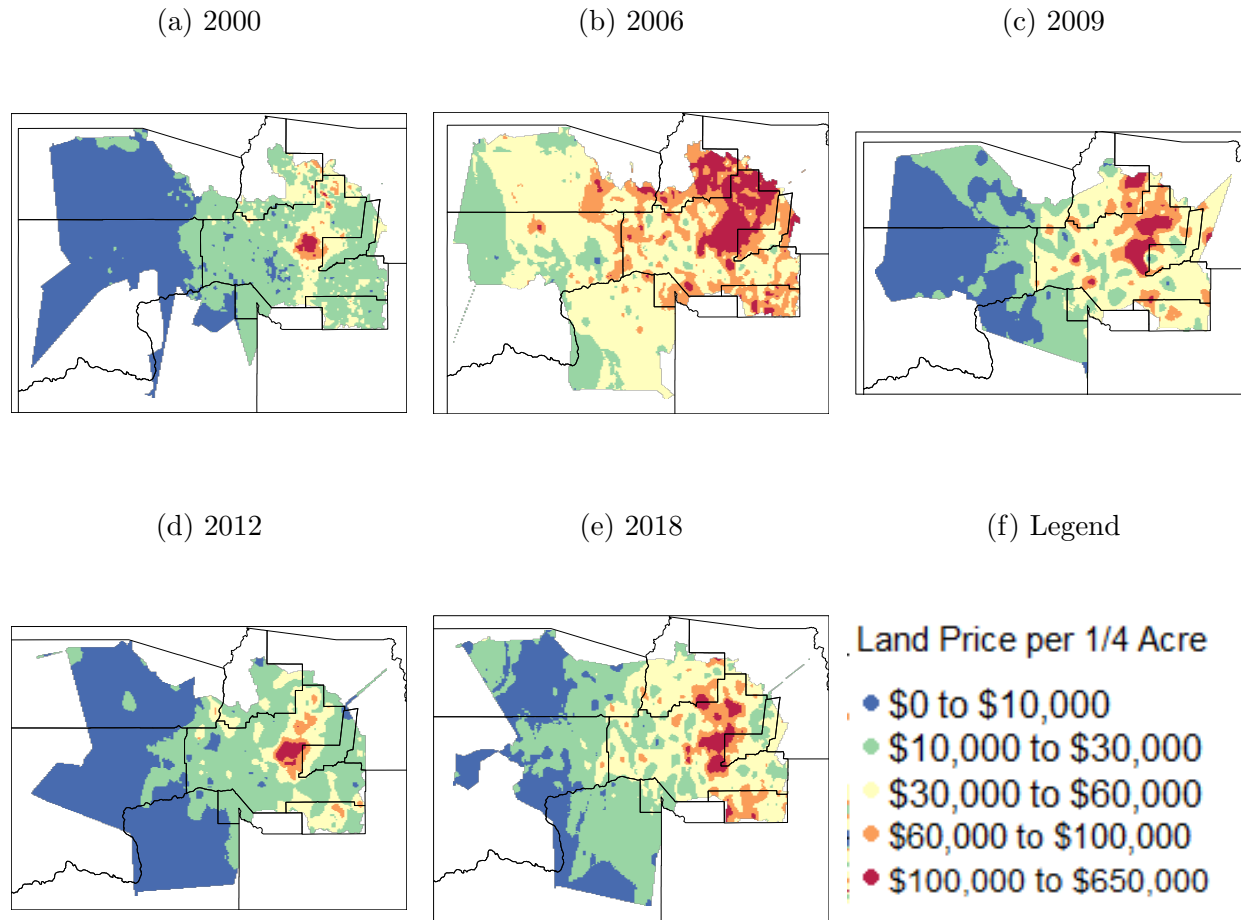 (a) 2000
(b) 2006
(c) 2009
(d) 2012
(e) 2018
(f) Legend
Land Price per 1/4 Acre
$0 to $10,000
$10,000 to $30,000
$30,000 to $60,000
$60,000 to $100,000
$100,000 to $650,000